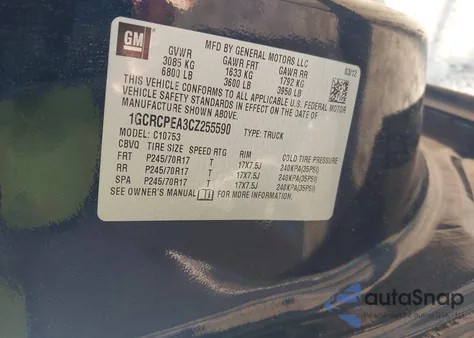 GM
MFD BY GENERAL MOTORS LLC
03/12
GVWR GAWR FRT GAWR RR
3085 KG 1633 KG 1792 KG
6800 LB 3600 LB 3950 LB
THIS VEHICLE CONFORMS TO ALL APPLICABLE U.S. FEDERAL MOTOR
VEHICLE SAFETY STANDARDS IN EFFECT ON THE DATE OF
MANUFACTURE SHOWN ABOVE.
1GCRCPEA3CZ255590 TYPE: TRUCK
MODEL: C10753
CBVQ TIRE SIZE SPEED RTG RIM COLD TIRE PRESSURE
FRT P245/70R17 T 17X7.5J 240KPA(35PSI)
RR P245/70R17 T 17X7.5J 240KPA(35PSI)
SPA P245/70R17 T 17X7.5J 240KPA(35PSI)
SEE OWNER'S MANUAL FOR MORE INFORMATION.
autaSnap